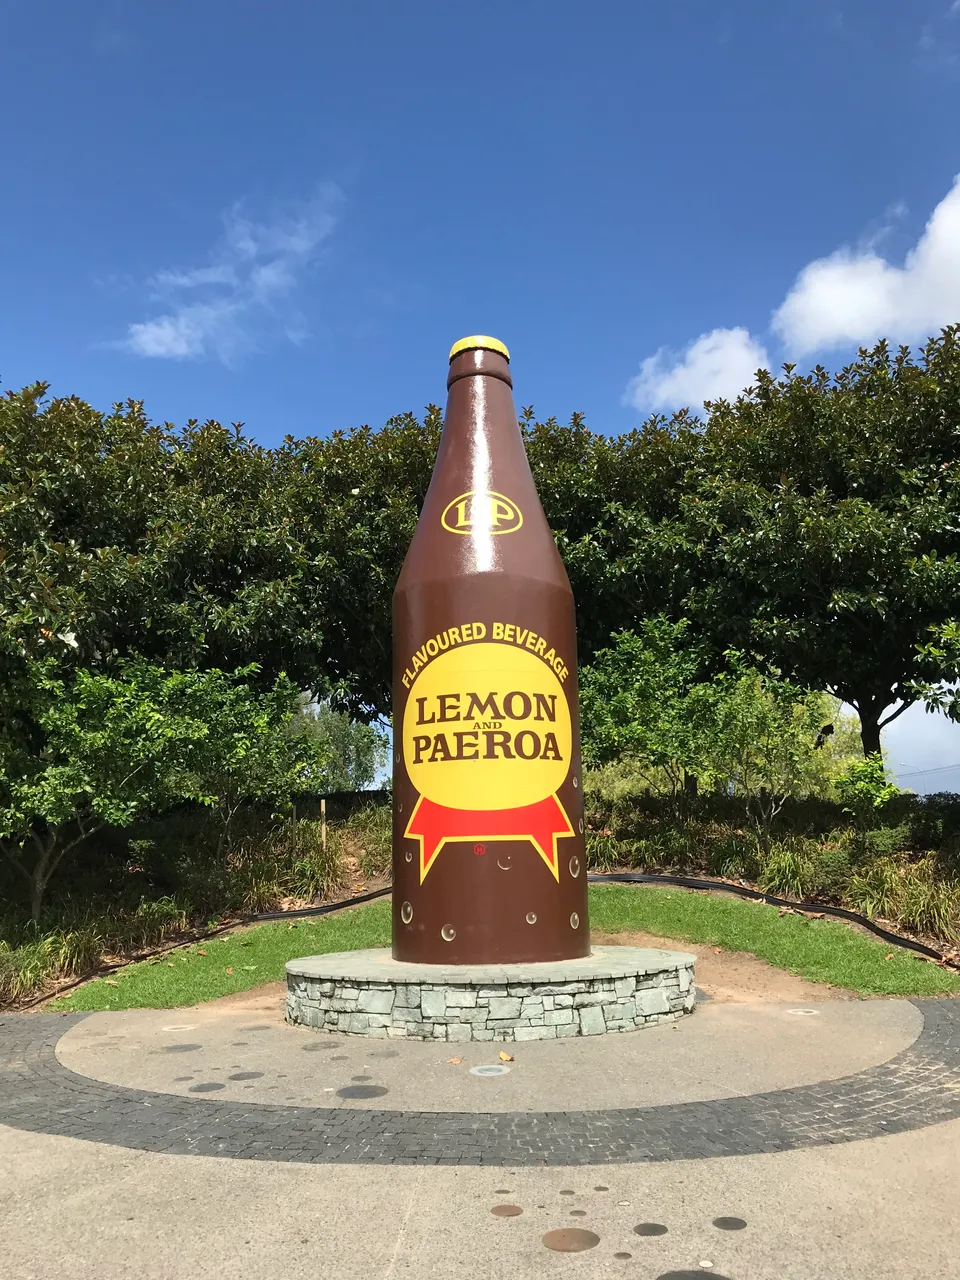 L&P
FLAVOURED BEVERAGE
LEMON
AND
PAEROA